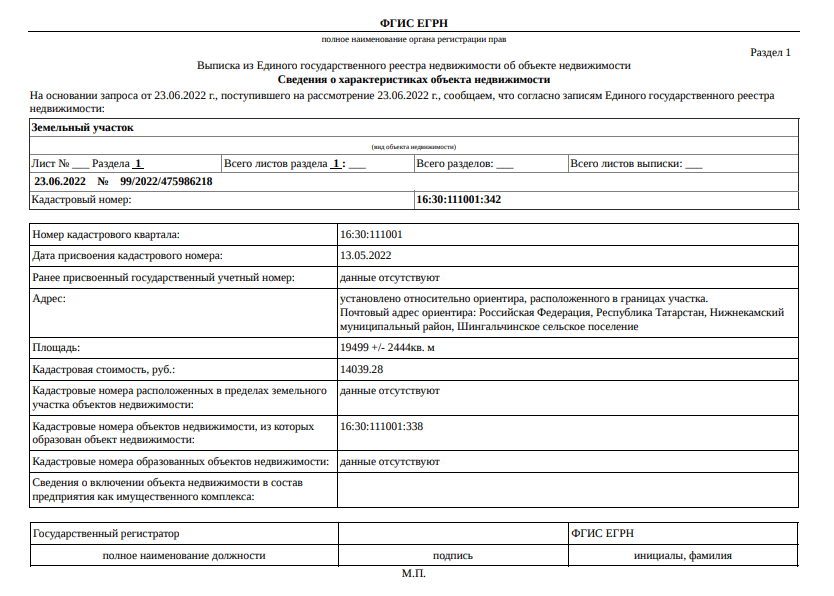 ФГИС ЕГРН
полное наименование органа регистрации прав
Раздел 1
Выписка из Единого государственного реестра недвижимости об объекте недвижимости
Сведения о характеристиках объекта недвижимости
На основании запроса от 23.06.2022 г., поступившего на рассмотрение 23.06.2022 г., сообщаем, что согласно записям Единого государственного реестра
недвижимости:
Земельный участок
(вид объекта недвижимости)
Лист № ___ Раздела 1 Всего листов раздела 1 : ___ Всего разделов: ___ Всего листов выписки: ___
23.06.2022 № 99/2022/475986218
Кадастровый номер: 16:30:111001:342
Номер кадастрового квартала: 16:30:111001
Дата присвоения кадастрового номера: 13.05.2022
Ранее присвоенный государственный учетный номер: данные отсутствуют
Адрес: установлено относительно ориентира, расположенного в границах участка.
Почтовый адрес ориентира: Российская Федерация, Республика Татарстан, Нижнекамский
муниципальный район, Шингальчинское сельское поселение
Площадь: 19499 +/- 2444кв. м
Кадастровая стоимость, руб.: 14039.28
Кадастровые номера расположенных в пределах земельного данные отсутствуют
участка объектов недвижимости:
Кадастровые номера объектов недвижимости, из которых 16:30:111001:338
образован объект недвижимости:
Кадастровые номера образованных объектов недвижимости: данные отсутствуют
Сведения о включении объекта недвижимости в состав
предприятия как имущественного комплекса:
Государственный регистратор ФГИС ЕГРН
полное наименование должности подпись инициалы, фамилия
М.П.